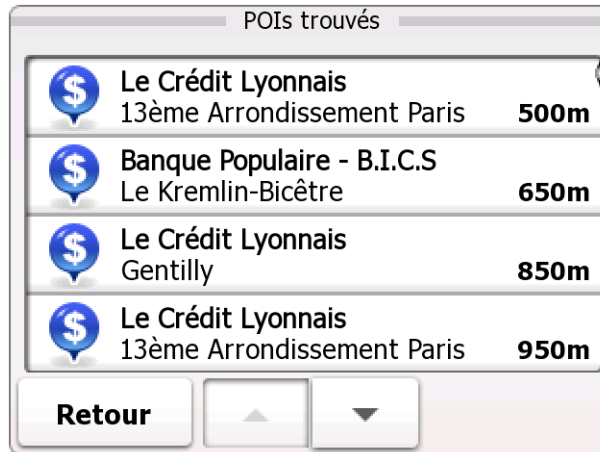 POIs trouvés
Le Crédit Lyonnais
13ème Arrondissement Paris 500m
Banque Populaire - B.I.C.S
Le Kremlin-Bicêtre 650m
Le Crédit Lyonnais
Gentilly 850m
Le Crédit Lyonnais
13ème Arrondissement Paris 950m
Retour